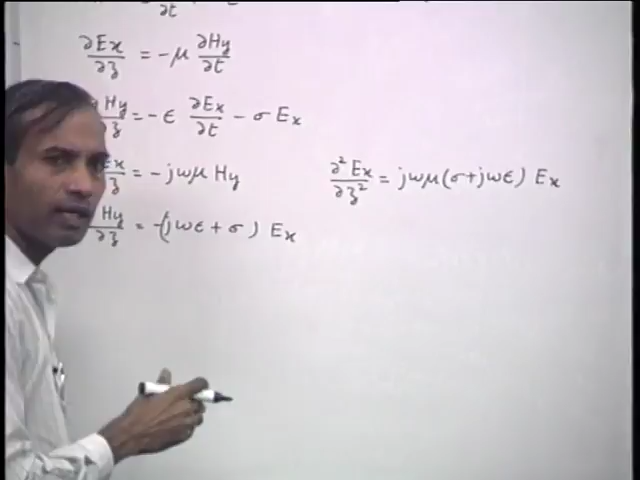 ∂t
∂Ex/∂z = -μ ∂Hy/∂t
Hy/z = -ϵ ∂Ex/∂t - σ Ex
Ex/z = -jωμ Hy
Hy/∂z = -(jωϵ + σ) Ex
∂²Ex/∂z² = jωμ(σ+jωϵ) Ex